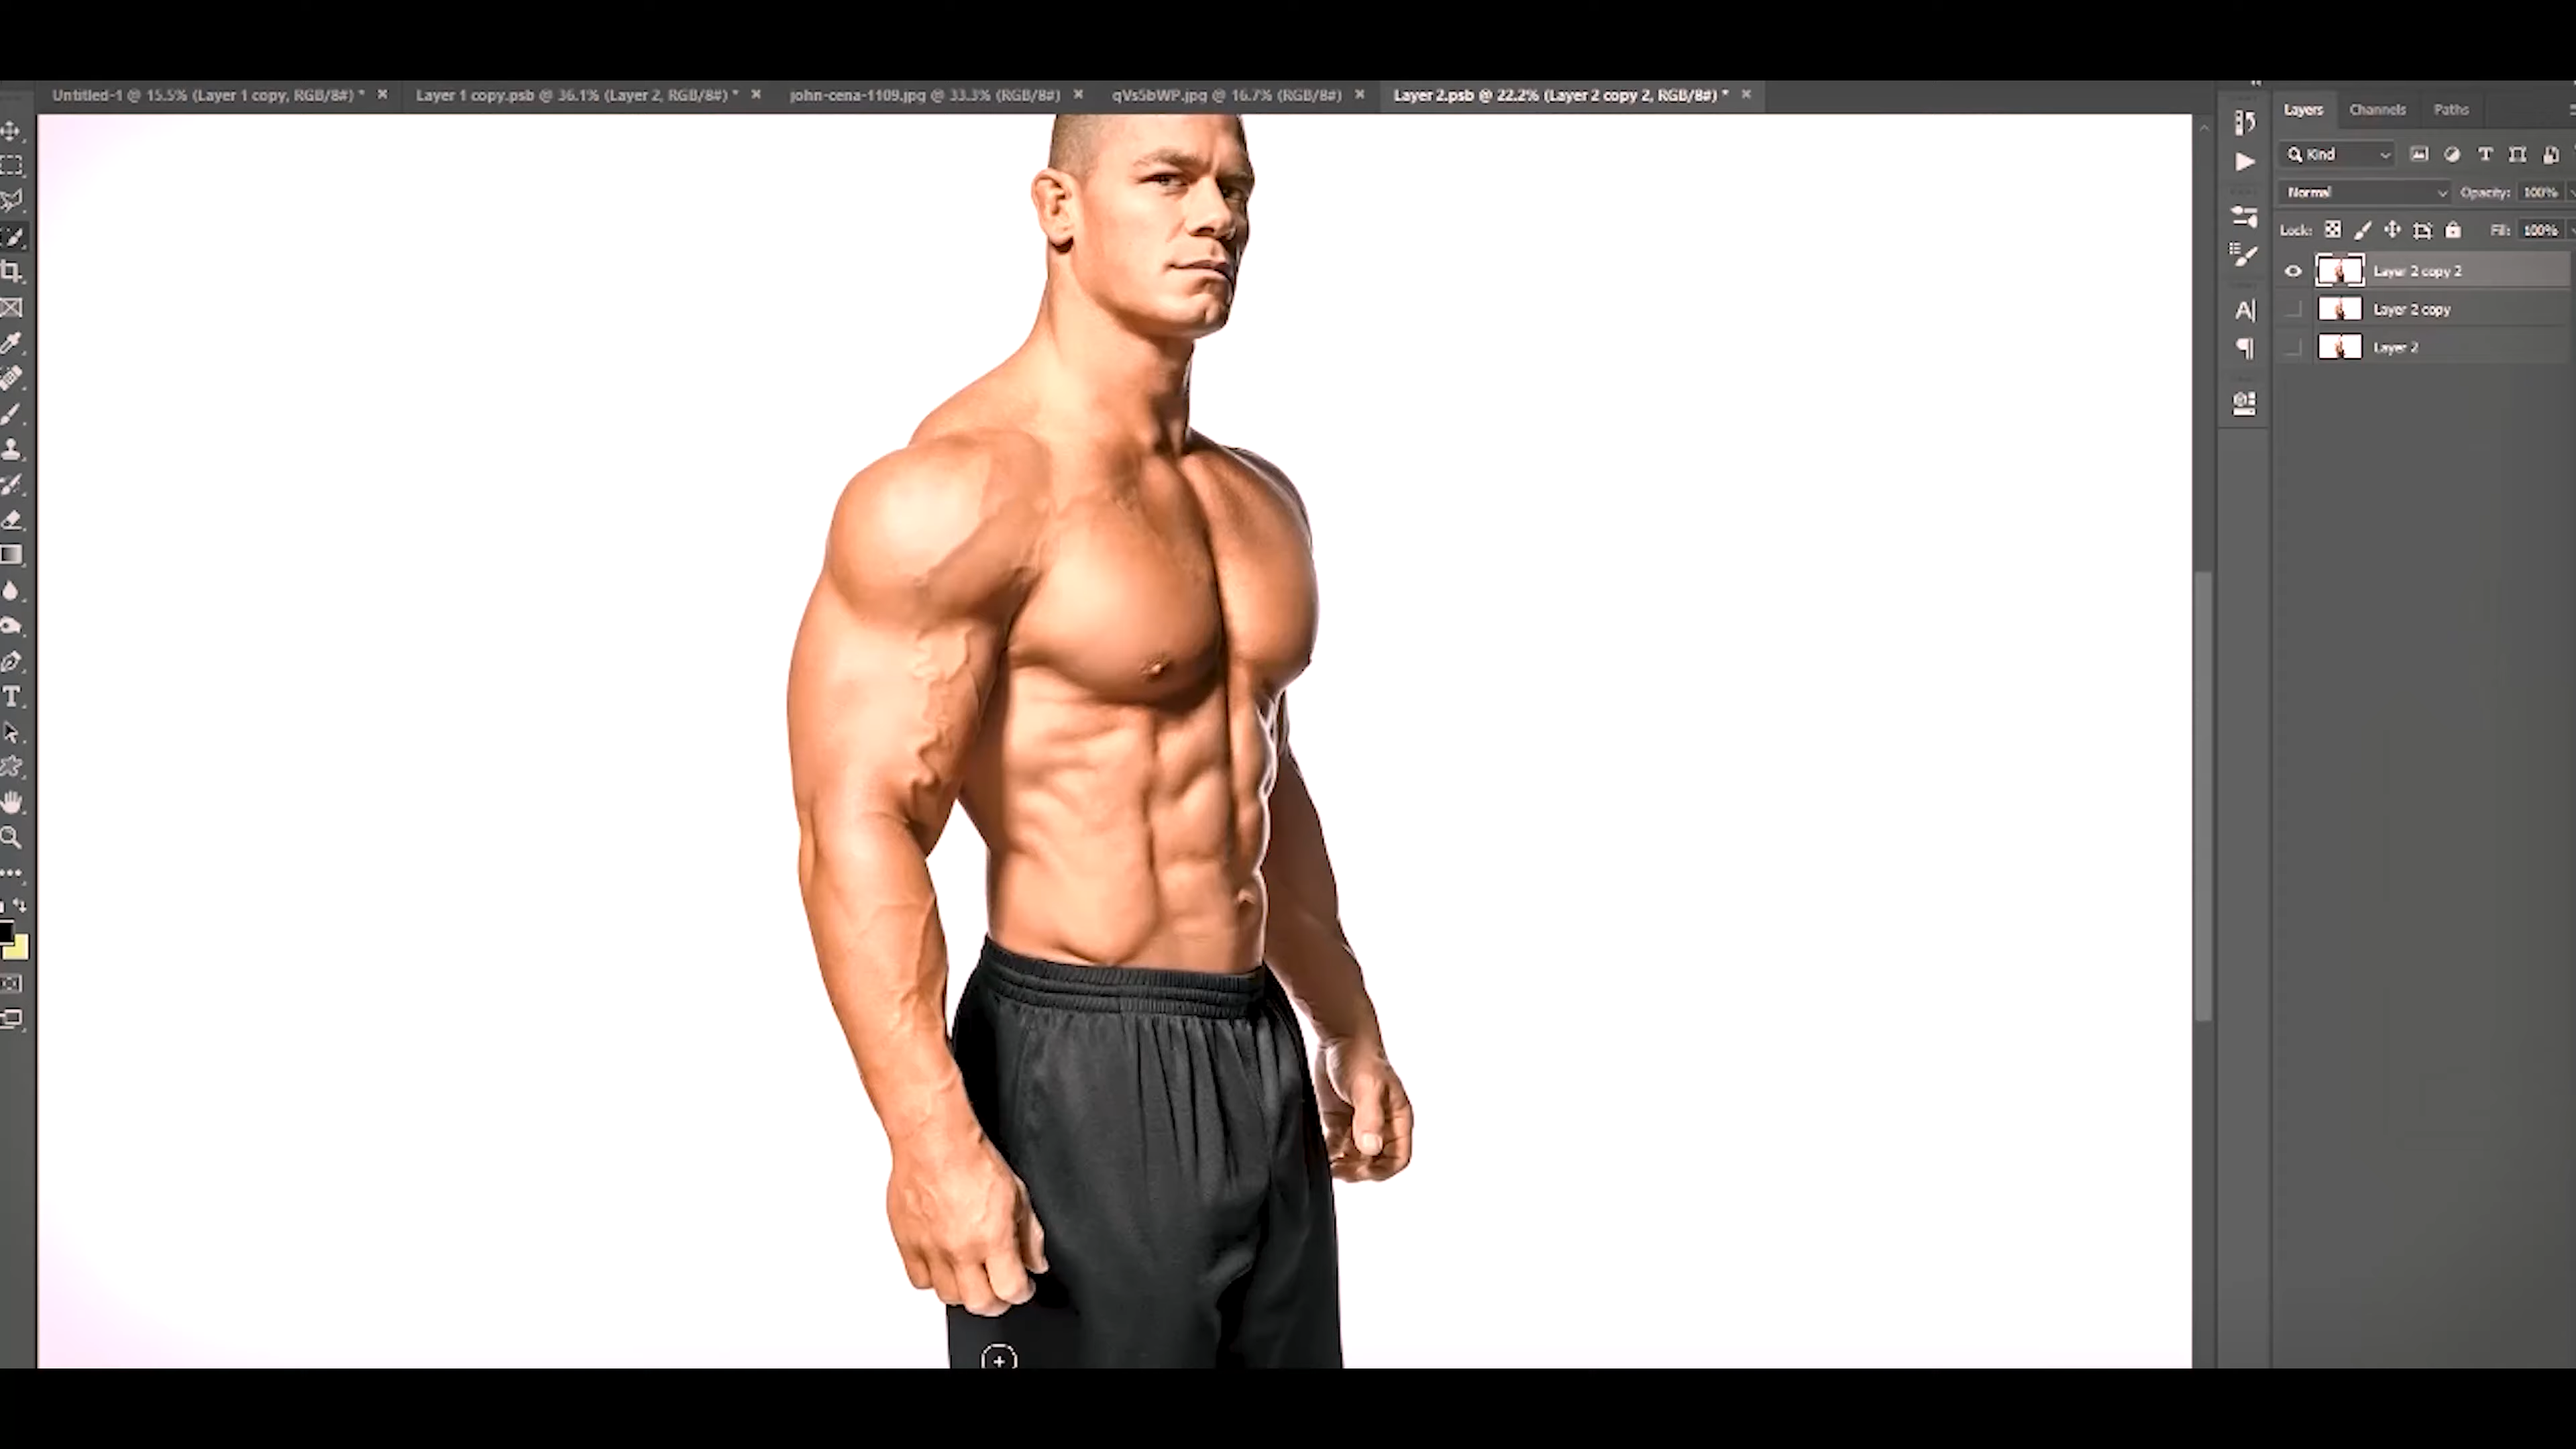 Untitled-1 @ 15.5% (Layer 1 copy, RGB/8#) *
Layer 1 copy.psb @ 36.1% (Layer 2, RGB/8#) *
john-cena-1109.jpg @ 33.3% (RGB/8#)
qVs5bWP.jpg @ 16.7% (RGB/8#)
Layer 2.psb @ 22.2% (Layer 2 copy 2, RGB/8#) *
Layers Channels Paths
Kind
Normal Opacity: 100%
Lock: Fill: 100%
Layer 2 copy 2
Layer 2 copy
Layer 2